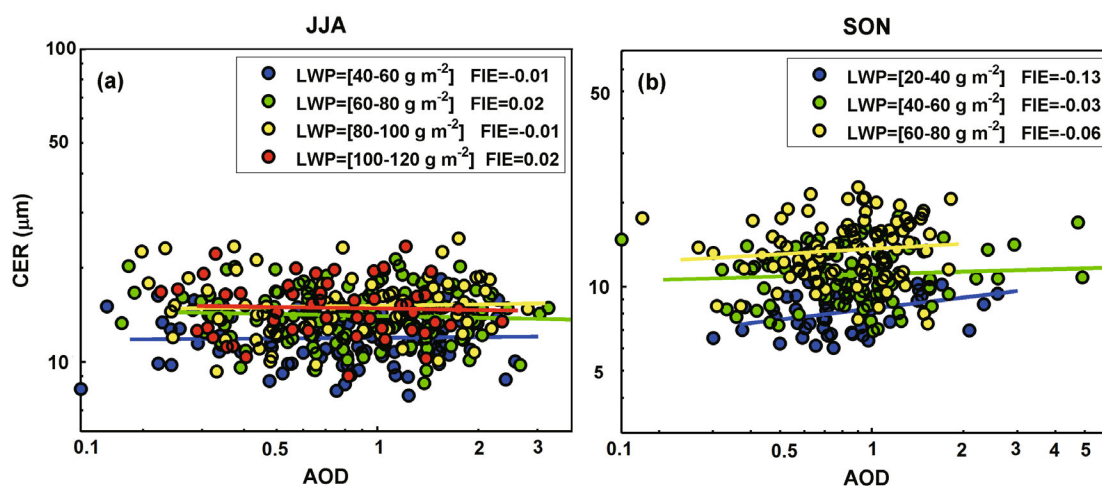 JJA
(a)
LWP=[40-60 g m⁻²] FIE=-0.01
LWP=[60-80 g m⁻²] FIE=0.02
LWP=[80-100 g m⁻²] FIE=-0.01
LWP=[100-120 g m⁻²] FIE=0.02
CER (μm)
100
50
10
0.1
0.5
1
2
3
AOD
SON
(b)
LWP=[20-40 g m⁻²] FIE=-0.13
LWP=[40-60 g m⁻²] FIE=-0.03
LWP=[60-80 g m⁻²] FIE=-0.06
50
10
5
0.1
0.5
1
2
3
4
5
AOD